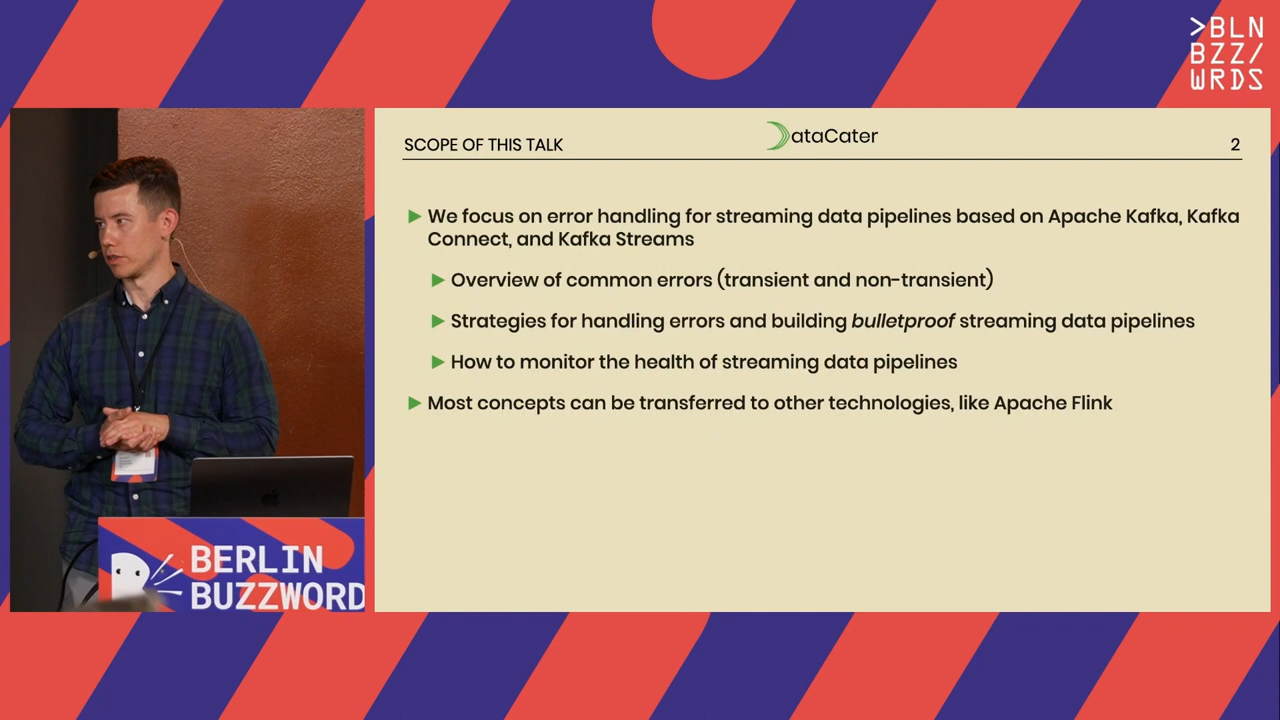 >BLN
BZZ/
WRDS
SCOPE OF THIS TALK
DataCater
2
We focus on error handling for streaming data pipelines based on Apache Kafka, Kafka
Connect, and Kafka Streams
Overview of common errors (transient and non-transient)
Strategies for handling errors and building bulletproof streaming data pipelines
How to monitor the health of streaming data pipelines
Most concepts can be transferred to other technologies, like Apache Flink
BERLIN
BUZZWORD